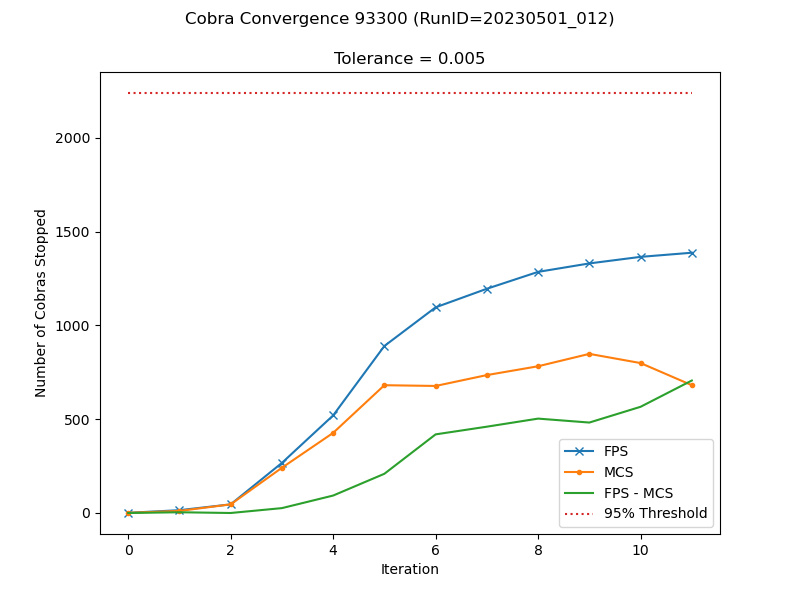 Cobra Convergence 93300 (RunID=20230501_012)
Tolerance = 0.005
Number of Cobras Stopped
2000
1500
1000
500
0
0 2 4 6 8 10
Iteration
FPS
MCS
FPS - MCS
95% Threshold